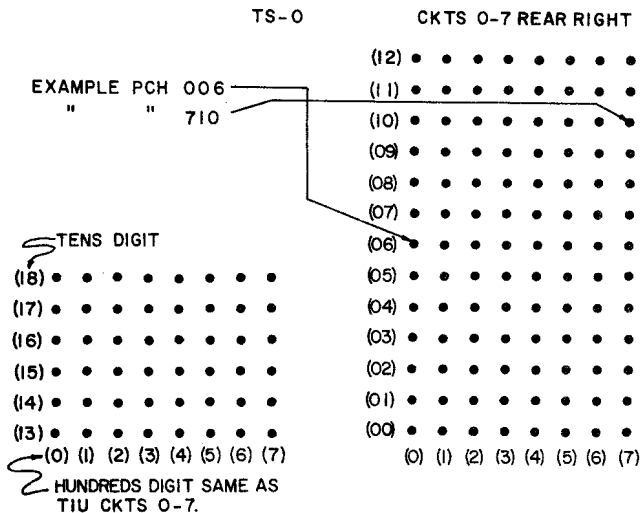 TS-0 CKTS 0-7 REAR RIGHT
EXAMPLE PCH 006
" " 710
(12)
(11)
(10)
(09)
(08)
(07)
(06)
(05)
(04)
(03)
(02)
(01)
(00)
(0) (1) (2) (3) (4) (5) (6) (7)
TENS DIGIT
(18)
(17)
(16)
(15)
(14)
(13)
(0) (1) (2) (3) (4) (5) (6) (7)
HUNDREDS DIGIT SAME AS
TIU CKTS 0-7.